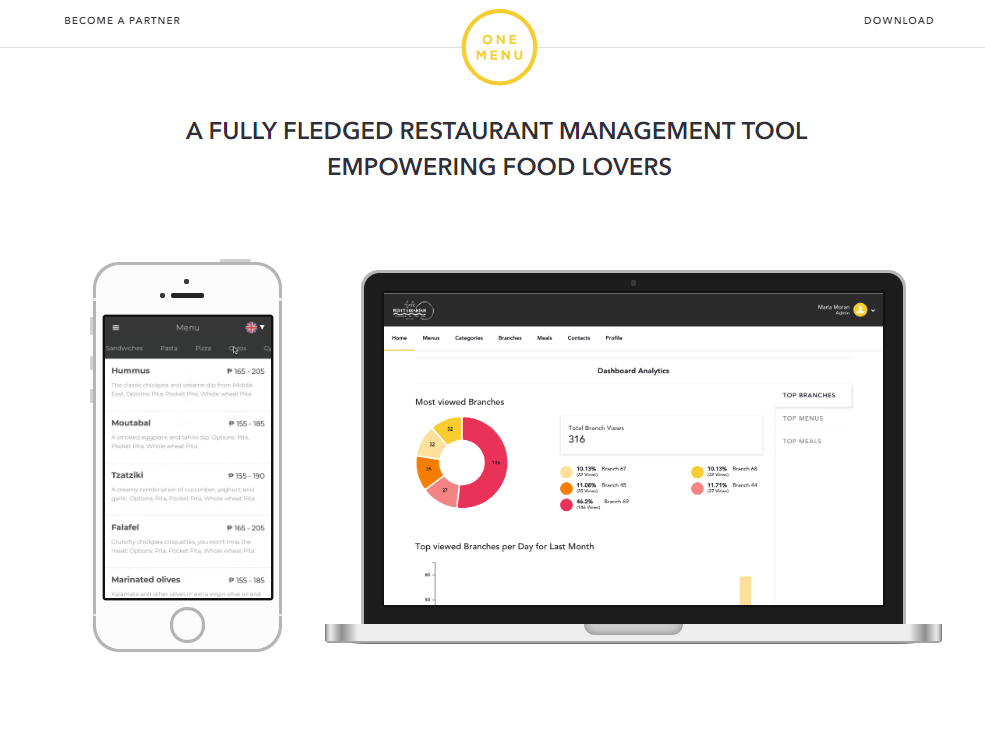 BECOME A PARTNER
ONE
MENU
DOWNLOAD
A FULLY FLEDGED RESTAURANT MANAGEMENT TOOL
EMPOWERING FOOD LOVERS
Menu
Sandwiches Pasta Pizza
Hummus ₱ 165 - 205
The classic chickpea and sesame dip from Middle
East. Options: Pita, Pocket Pita, Whole wheat Pita
Moutabal ₱ 155 - 185
A smoked eggplant and tahini dip. Options: Pita,
Pocket Pita, Whole wheat Pita
Tzatziki ₱ 155 - 190
A creamy combination of cucumber, yoghurt, and
garlic. Options: Pita, Pocket Pita, Whole wheat Pita
Falafel ₱ 165 - 205
Crunchy chickpea croquettes, you won't miss the
meat! Options: Pita, Pocket Pita, Whole wheat Pita
Marinated olives ₱ 155 - 185
Kalamata and other olives in extra virgin olive oil and
Marla Moran
Admin
Home Menus Categories Branches Meals Contacts Profile
Dashboard Analytics
Most viewed Branches
TOP BRANCHES
TOP MENUS
TOP MEALS
32
32
35
37
146
Total Branch Views
316
10.13% Branch 67
(32 Views)
10.13% Branch 68
(32 Views)
11.08% Branch 45
(35 Views)
11.71% Branch 44
(37 Views)
46.2% Branch 69
(146 Views)
Top viewed Branches per Day for Last Month
60
50